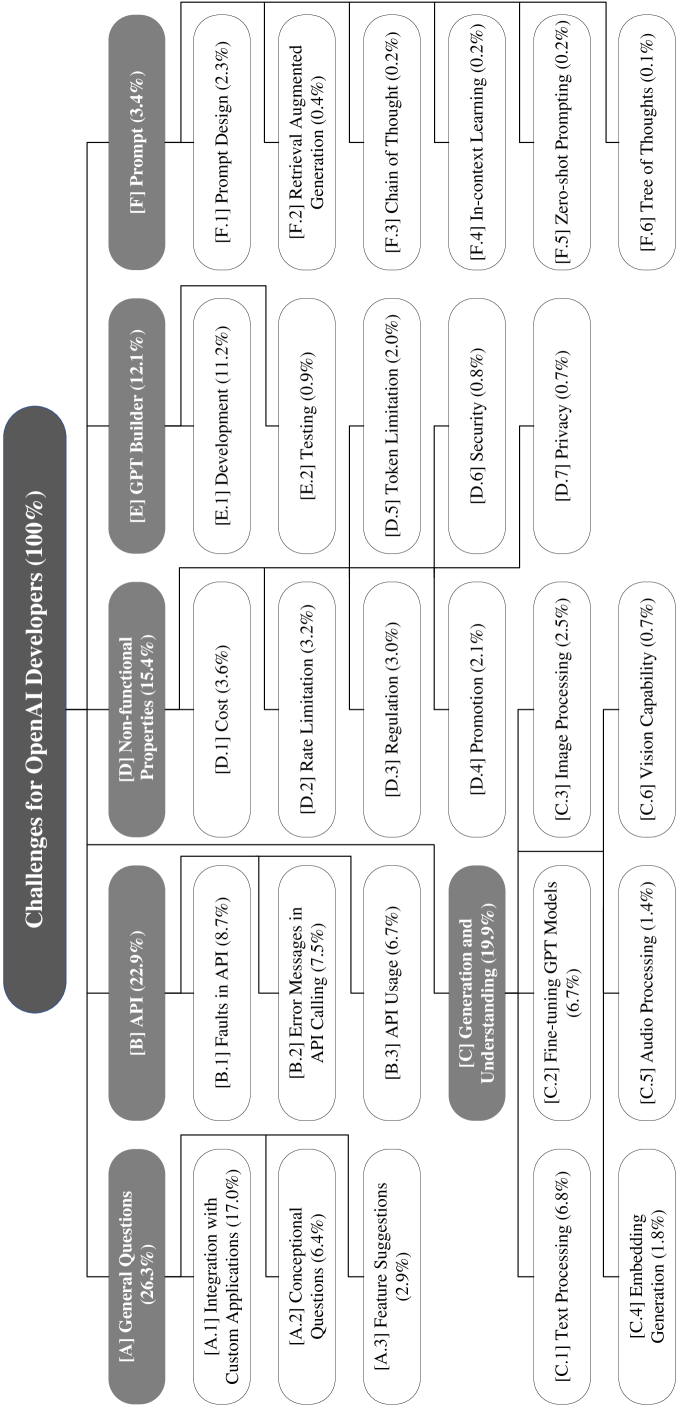 Challenges for OpenAI Developers (100%)
[A] General Questions
(26.3%)
[A.1] Integration with
Custom Applications (17.0%)
[A.2] Conceptional
Questions (6.4%)
[A.3] Feature Suggestions
(2.9%)
[B] API (22.9%)
[B.1] Faults in API (8.7%)
[B.2] Error Messages in
API Calling (7.5%)
[B.3] API Usage (6.7%)
[C] Generation and
Understanding (19.9%)
[C.1] Text Processing (6.8%)
[C.2] Fine-tuning GPT Models
(6.7%)
[C.3] Image Processing (2.5%)
[C.4] Embedding
Generation (1.8%)
[C.5] Audio Processing (1.4%)
[C.6] Vision Capability (0.7%)
[D] Non-functional
Properties (15.4%)
[D.1] Cost (3.6%)
[D.2] Rate Limitation (3.2%)
[D.3] Regulation (3.0%)
[D.4] Promotion (2.1%)
[D.5] Token Limitation (2.0%)
[D.6] Security (0.8%)
[D.7] Privacy (0.7%)
[E] GPT Builder (12.1%)
[E.1] Development (11.2%)
[E.2] Testing (0.9%)
[F] Prompt (3.4%)
[F.1] Prompt Design (2.3%)
[F.2] Retrieval Augmented
Generation (0.4%)
[F.3] Chain of Thought (0.2%)
[F.4] In-context Learning (0.2%)
[F.5] Zero-shot Prompting (0.2%)
[F.6] Tree of Thoughts (0.1%)